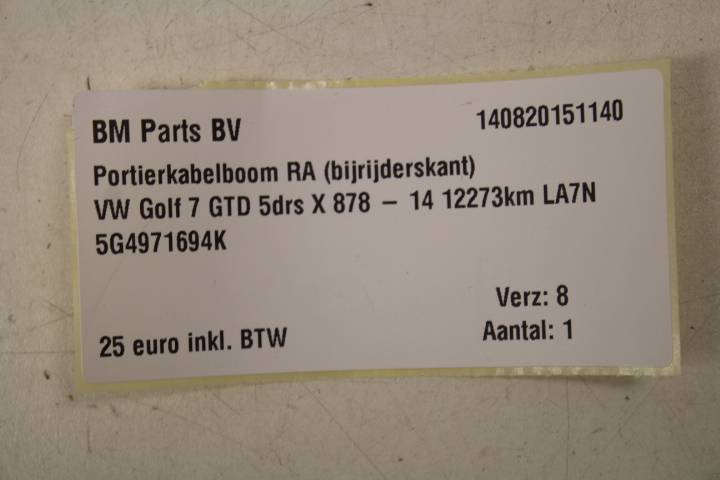 BM Parts BV 140820151140
Portierkabelboom RA (bijrijderskant)
VW Golf 7 GTD 5drs X 878 – 14 12273km LA7N
5G4971694K
Verz: 8
25 euro inkl. BTW Aantal: 1